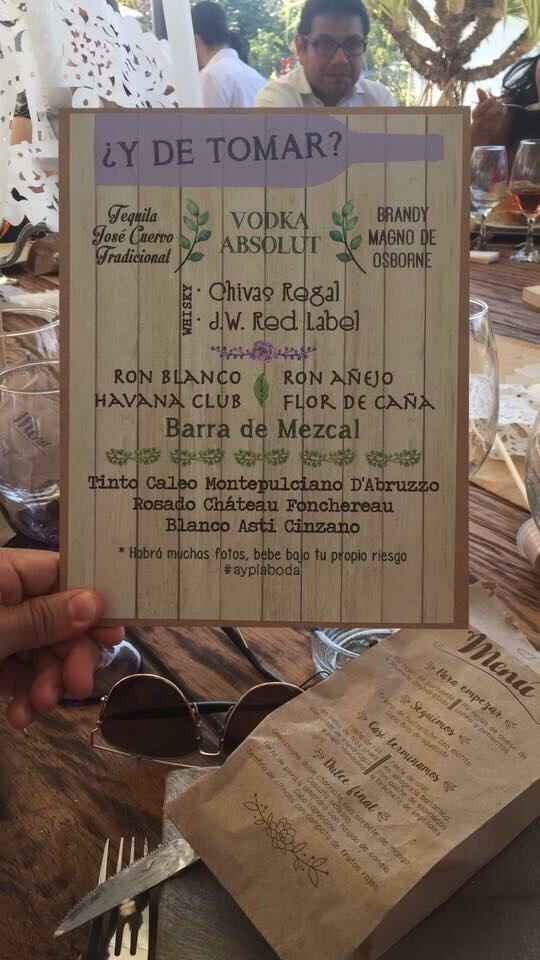 ¿Y DE TOMAR?
Tequila
José Cuervo
Tradicional
VODKA
ABSOLUT
BRANDY
MAGNO DE
OSBORNE
WHISKY
· Chivas Regal
· J.W. Red Label
RON BLANCO
HAVANA CLUB
RON AÑEJO
FLOR DE CAÑA
Barra de Mezcal
Tinto Caleo Montepulciano D'Abruzzo
Rosado Cháteau Fonchereau
Blanco Asti Cinzano
* Habrá muchas fotos, bebe bajo tu propio riesgo
#ayplaboda
Menú
Para empezar
Seguimos
Casi terminamos
Dulce final